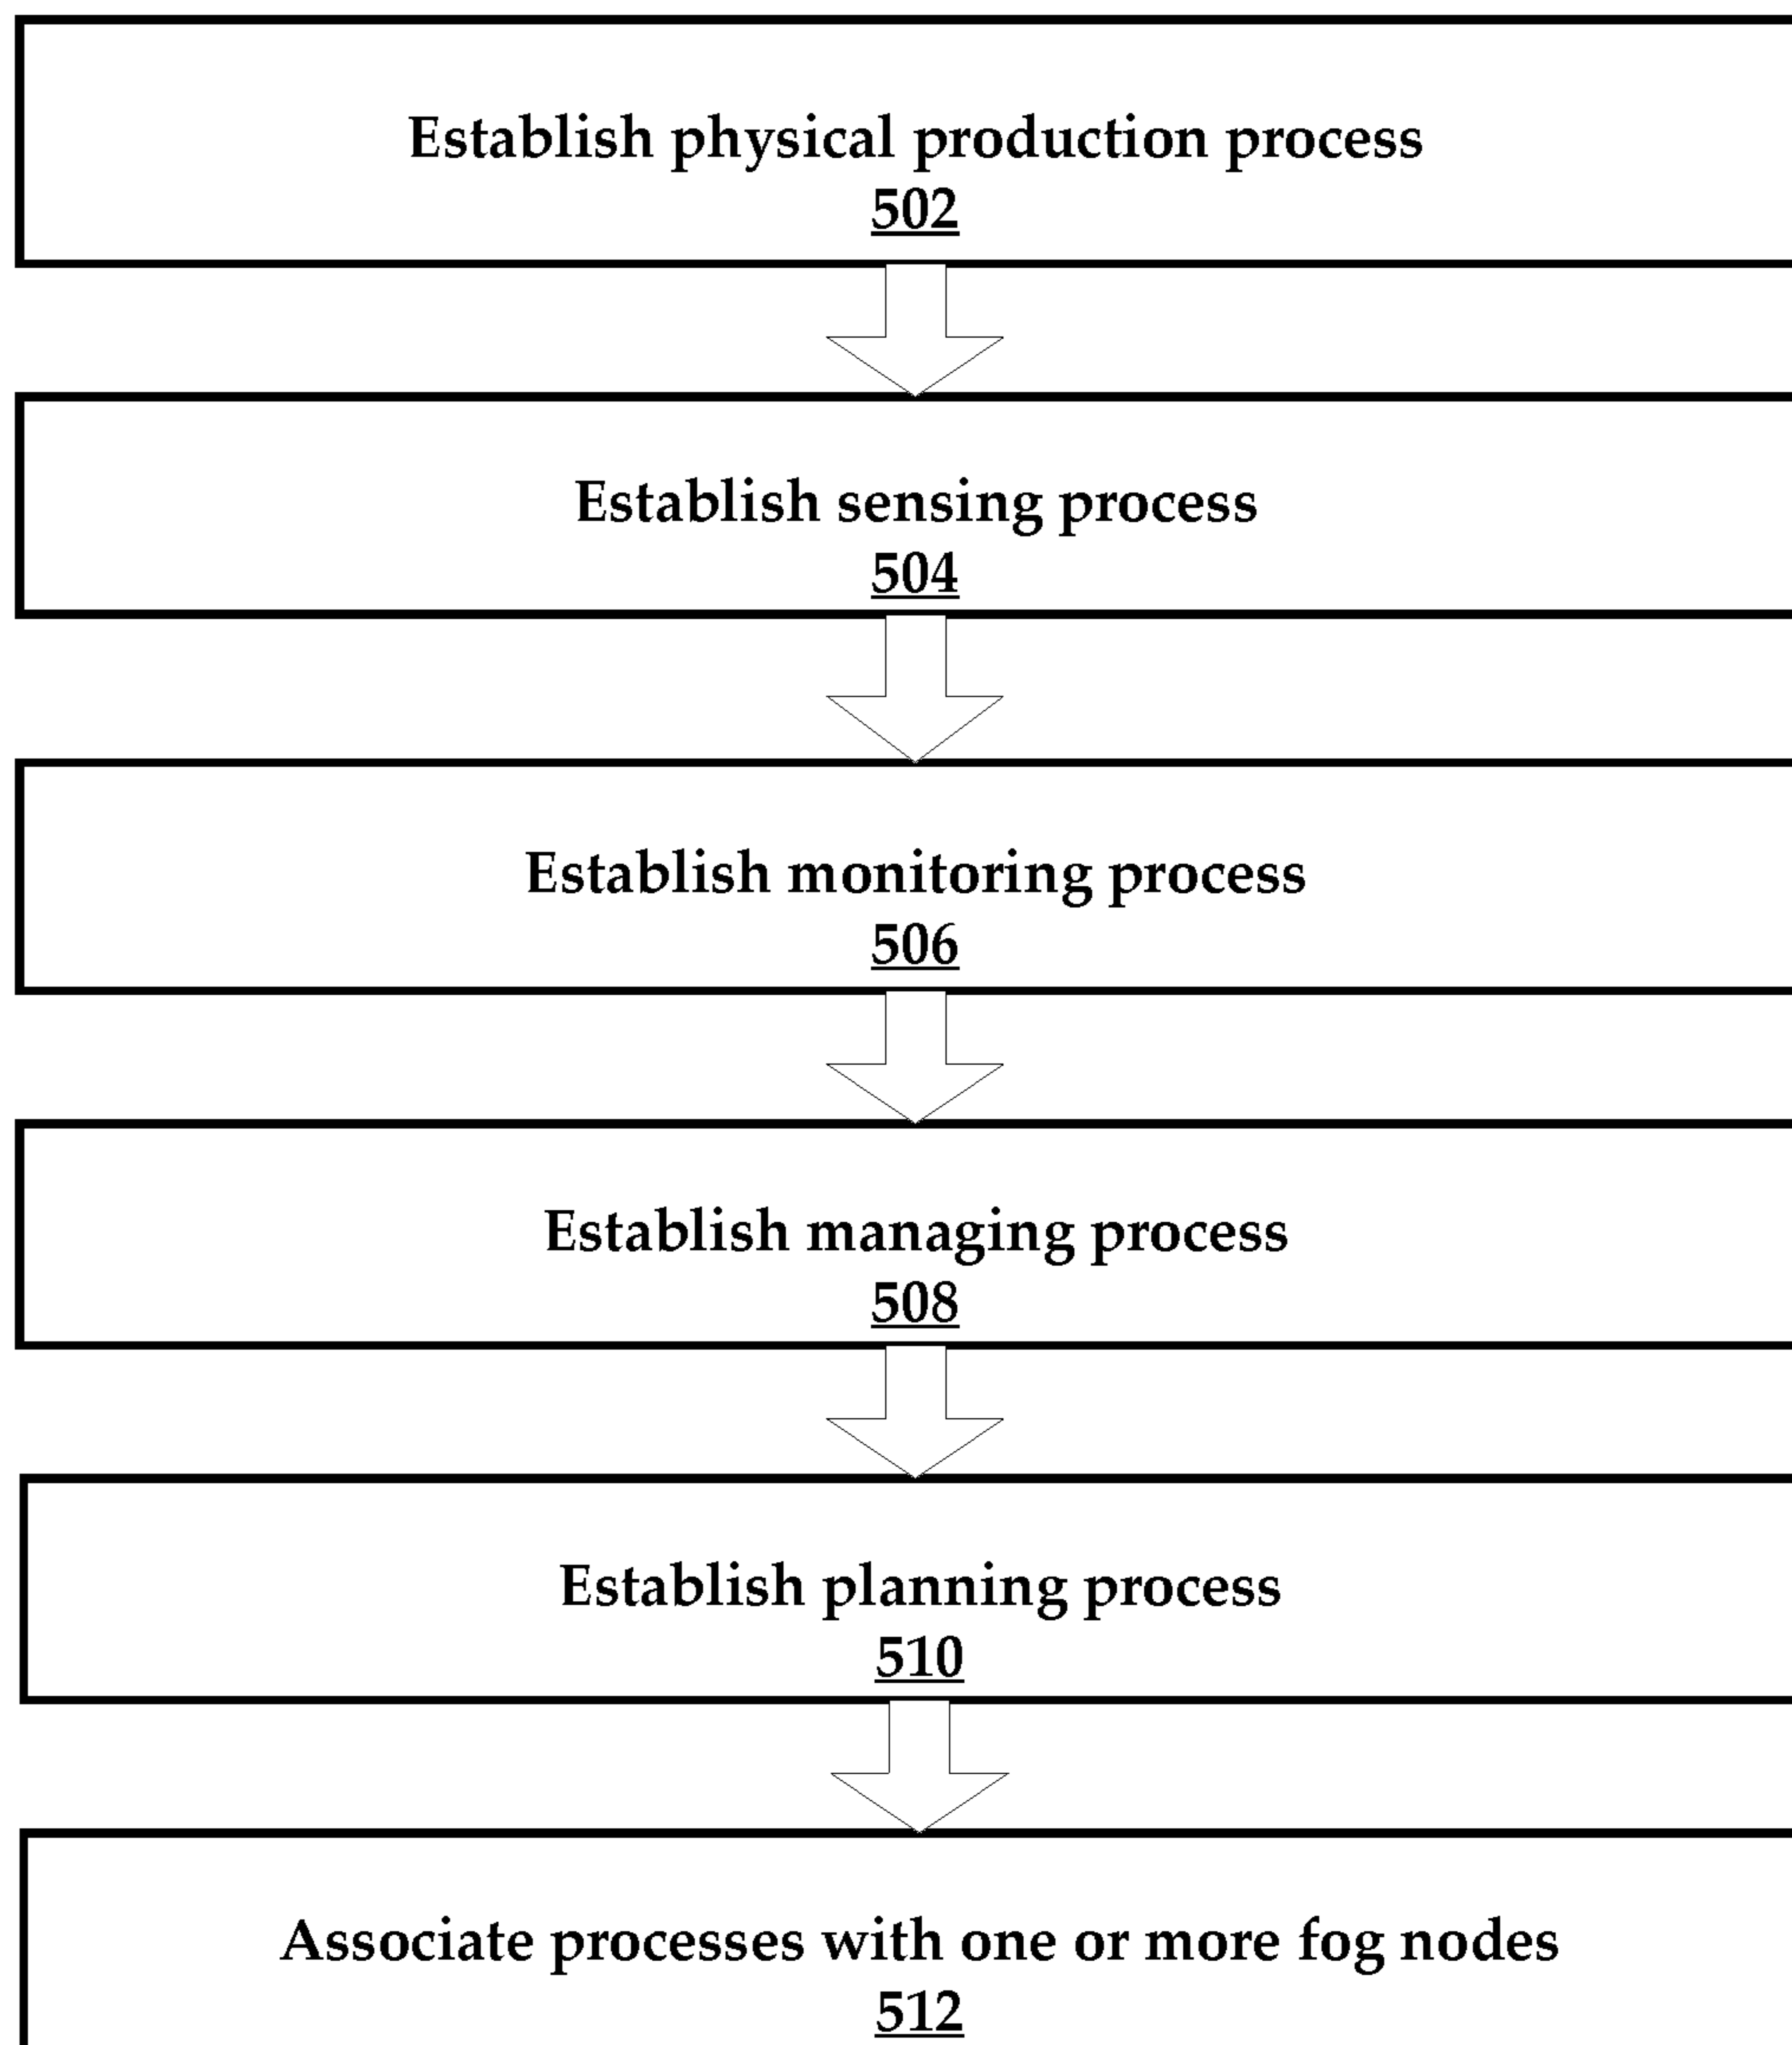 Establish physical production process
502
Establish sensing process
504
Establish monitoring process
506
Establish managing process
508
Establish planning process
510
Associate processes with one or more fog nodes
512